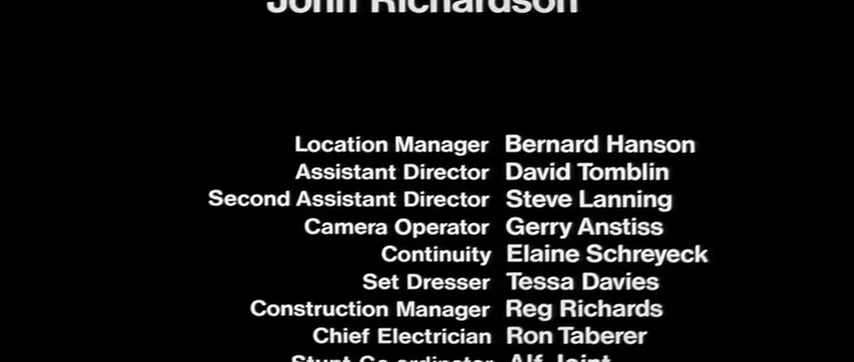 John Richardson
Location Manager Bernard Hanson
Assistant Director David Tomblin
Second Assistant Director Steve Lanning
Camera Operator Gerry Anstiss
Continuity Elaine Schreyeck
Set Dresser Tessa Davies
Construction Manager Reg Richards
Chief Electrician Ron Taberer
Stunt Co-ordinator Alf Joint